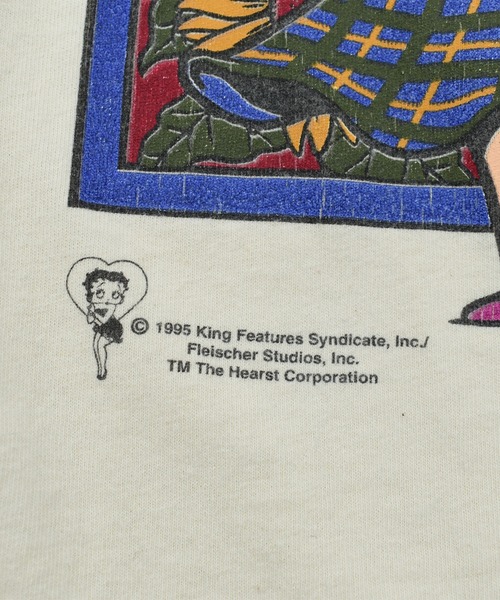 © 1995 King Features Syndicate, Inc./
Fleischer Studios, Inc.
TM The Hearst Corporation